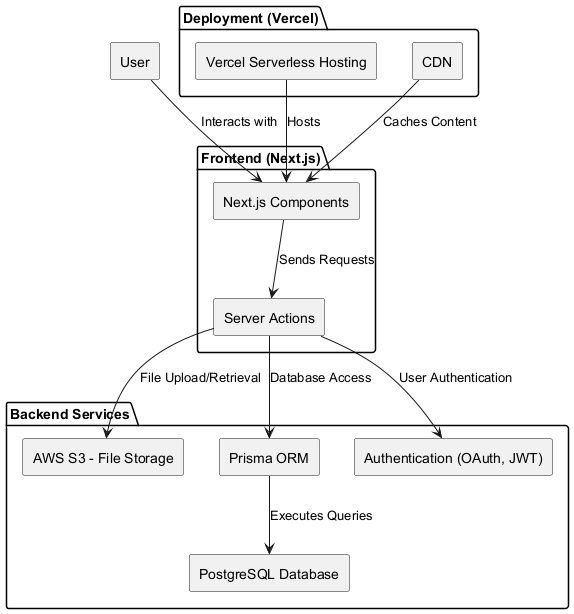 Deployment (Vercel)
User
Vercel Serverless Hosting
CDN
Interacts with
Hosts
Caches Content
Frontend (Next.js)
Next.js Components
Sends Requests
Server Actions
File Upload/Retrieval
Database Access
User Authentication
Backend Services
AWS S3 - File Storage
Prisma ORM
Authentication (OAuth, JWT)
Executes Queries
PostgreSQL Database